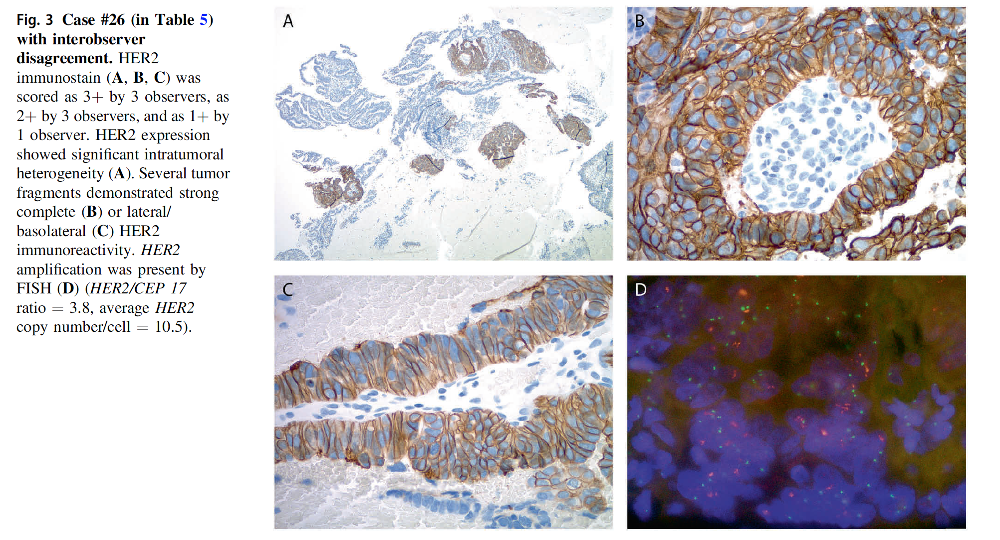 Fig. 3 Case #26 (in Table 5)
with interobserver
disagreement. HER2
immunostain (A, B, C) was
scored as 3+ by 3 observers, as
2+ by 3 observers, and as 1+ by
1 observer. HER2 expression
showed significant intratumoral
heterogeneity (A). Several tumor
fragments demonstrated strong
complete (B) or lateral/
basolateral (C) HER2
immunoreactivity. HER2
amplification was present by
FISH (D) (HER2/CEP 17
ratio = 3.8, average HER2
copy number/cell = 10.5).
A
B
C
D